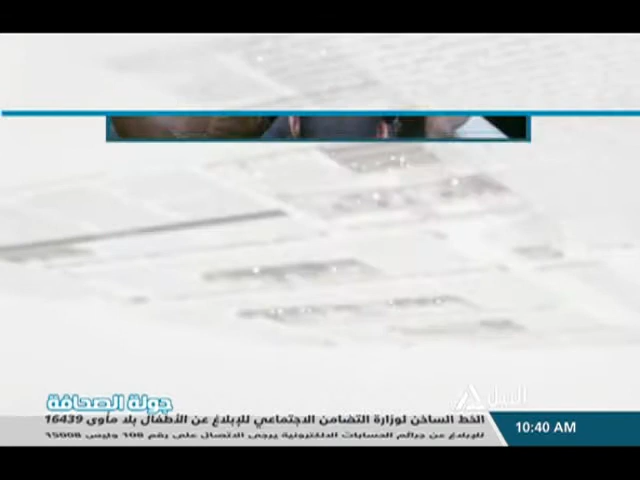 النيل
جولة الصحافة
الخط الساخن لوزارة التضامن الاجتماعي للإبلاغ عن الأطفال بلا مأوى 16439
للإبلاغ عن جرائم الحسابات الالكترونية يرجى الاتصال على رقم 108 وليس 15008
10:40 AM